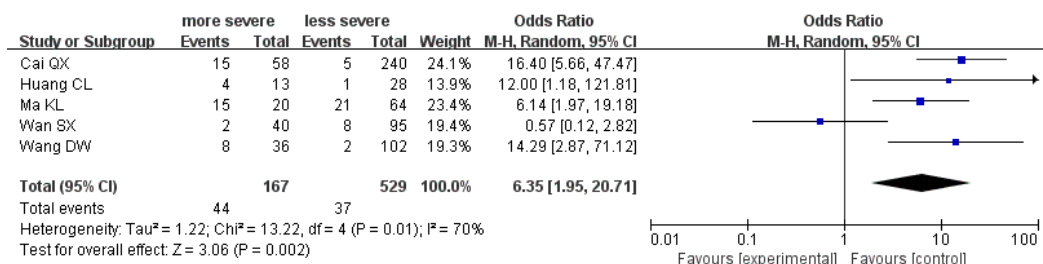 more severe less severe Odds Ratio Odds Ratio
Study or Subgroup Events Total Events Total Weight M-H, Random, 95% CI M-H, Random, 95% CI
Cai QX 15 58 5 240 24.1% 16.40 [5.66, 47.47]
Huang CL 4 13 1 28 13.9% 12.00 [1.18, 121.81]
Ma KL 15 20 21 64 23.4% 6.14 [1.97, 19.18]
Wan SX 2 40 8 95 19.4% 0.57 [0.12, 2.82]
Wang DW 8 36 2 102 19.3% 14.29 [2.87, 71.12]
Total (95% CI) 167 529 100.0% 6.35 [1.95, 20.71]
Total events 44 37
Heterogeneity: Tau² = 1.22; Chi² = 13.22, df = 4 (P = 0.01); I² = 70%
Test for overall effect: Z = 3.06 (P = 0.002)
0.01 0.1 1 10 100
Favours [experimental] Favours [control]